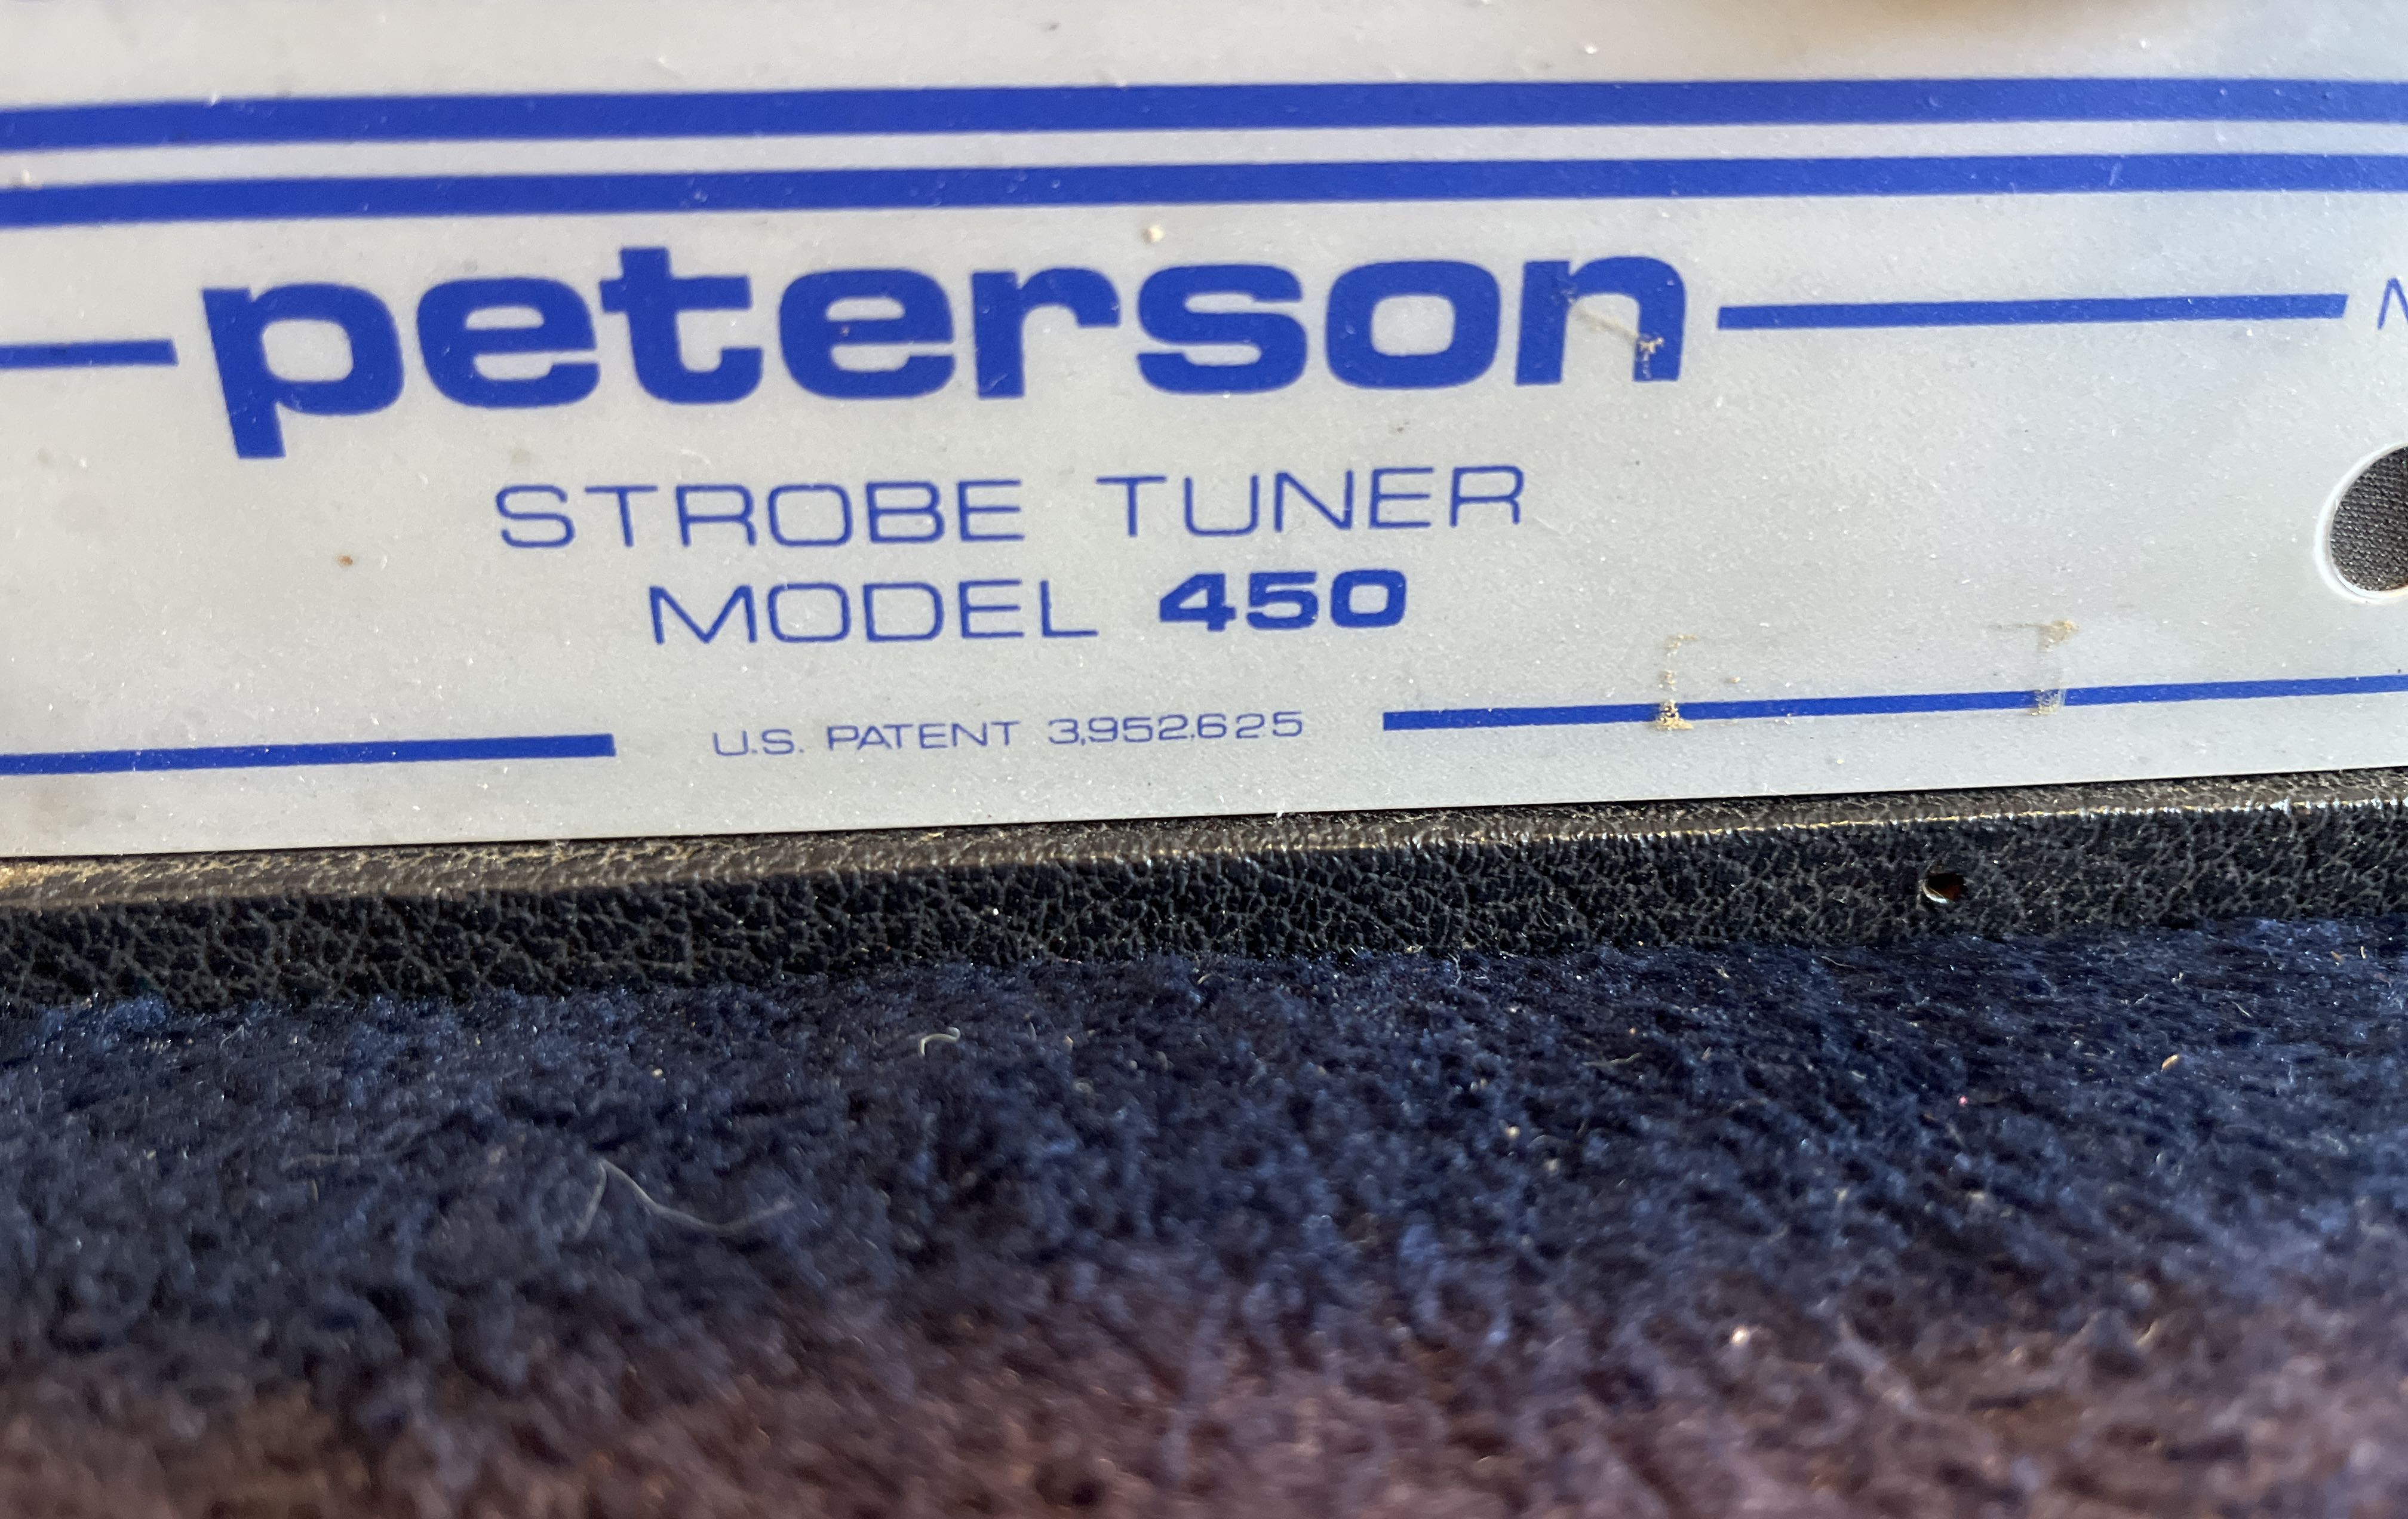 peterson
STROBE TUNER
MODEL 450
U.S. PATENT 3,952,625